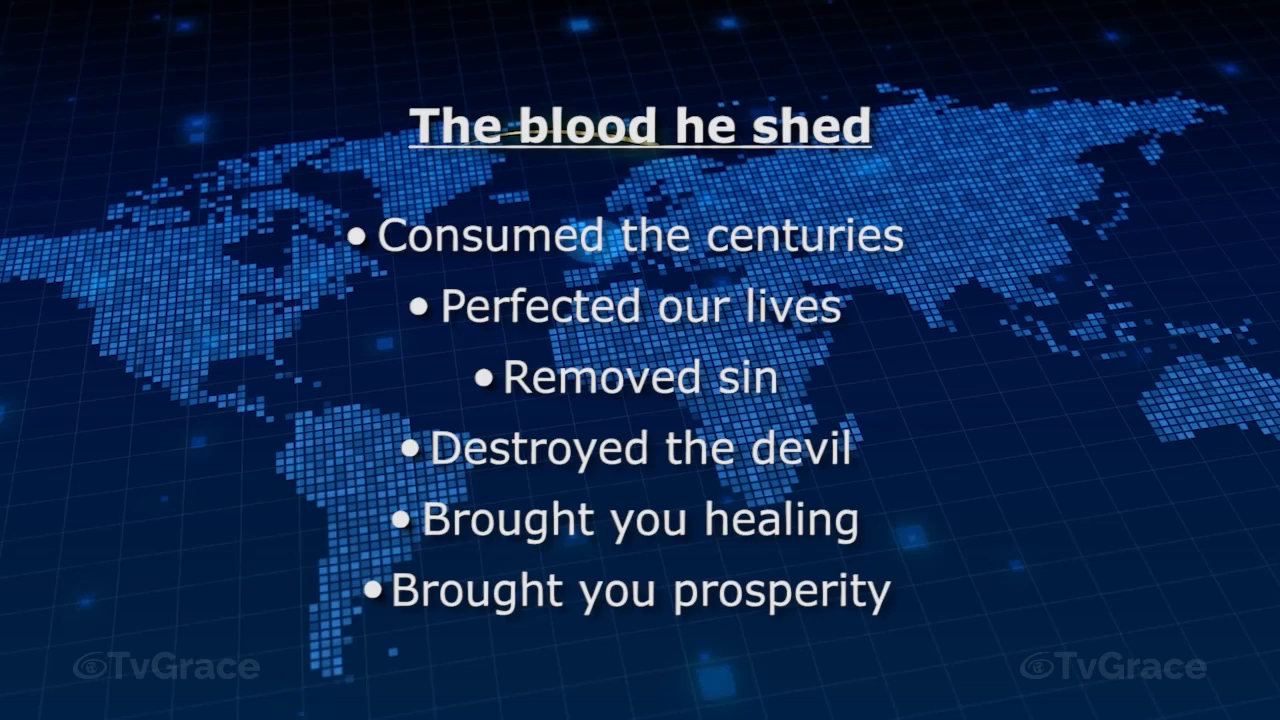 The blood he shed
• Consumed the centuries
• Perfected our lives
• Removed sin
• Destroyed the devil
• Brought you healing
• Brought you prosperity
TvGrace
TvGrace